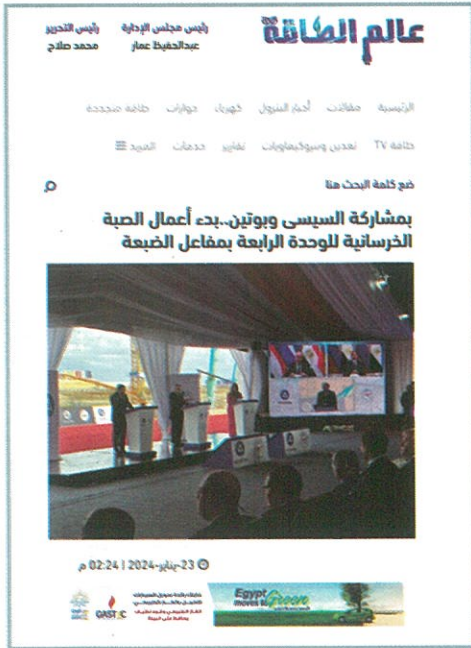 عالم الطاقة
رئيس مجلس الإدارة
عبدالحفيظ عمار
رئيس التحرير
محمد صلاح
الرئيسية مقالات أخبار البترول كهرباء حوارات طاقة متجددة
طاقة TV تعدين وبتروكيماويات تقارير خدمات المزيد
ضع كلمة البحث هنا
بمشاركة السيسى وبوتين..بدء أعمال الصبة
الخرسانية للوحدة الرابعة بمفاعل الضبعة
23-يناير-2024 | 02:24 م
Egypt
moves to Green
GASTEC